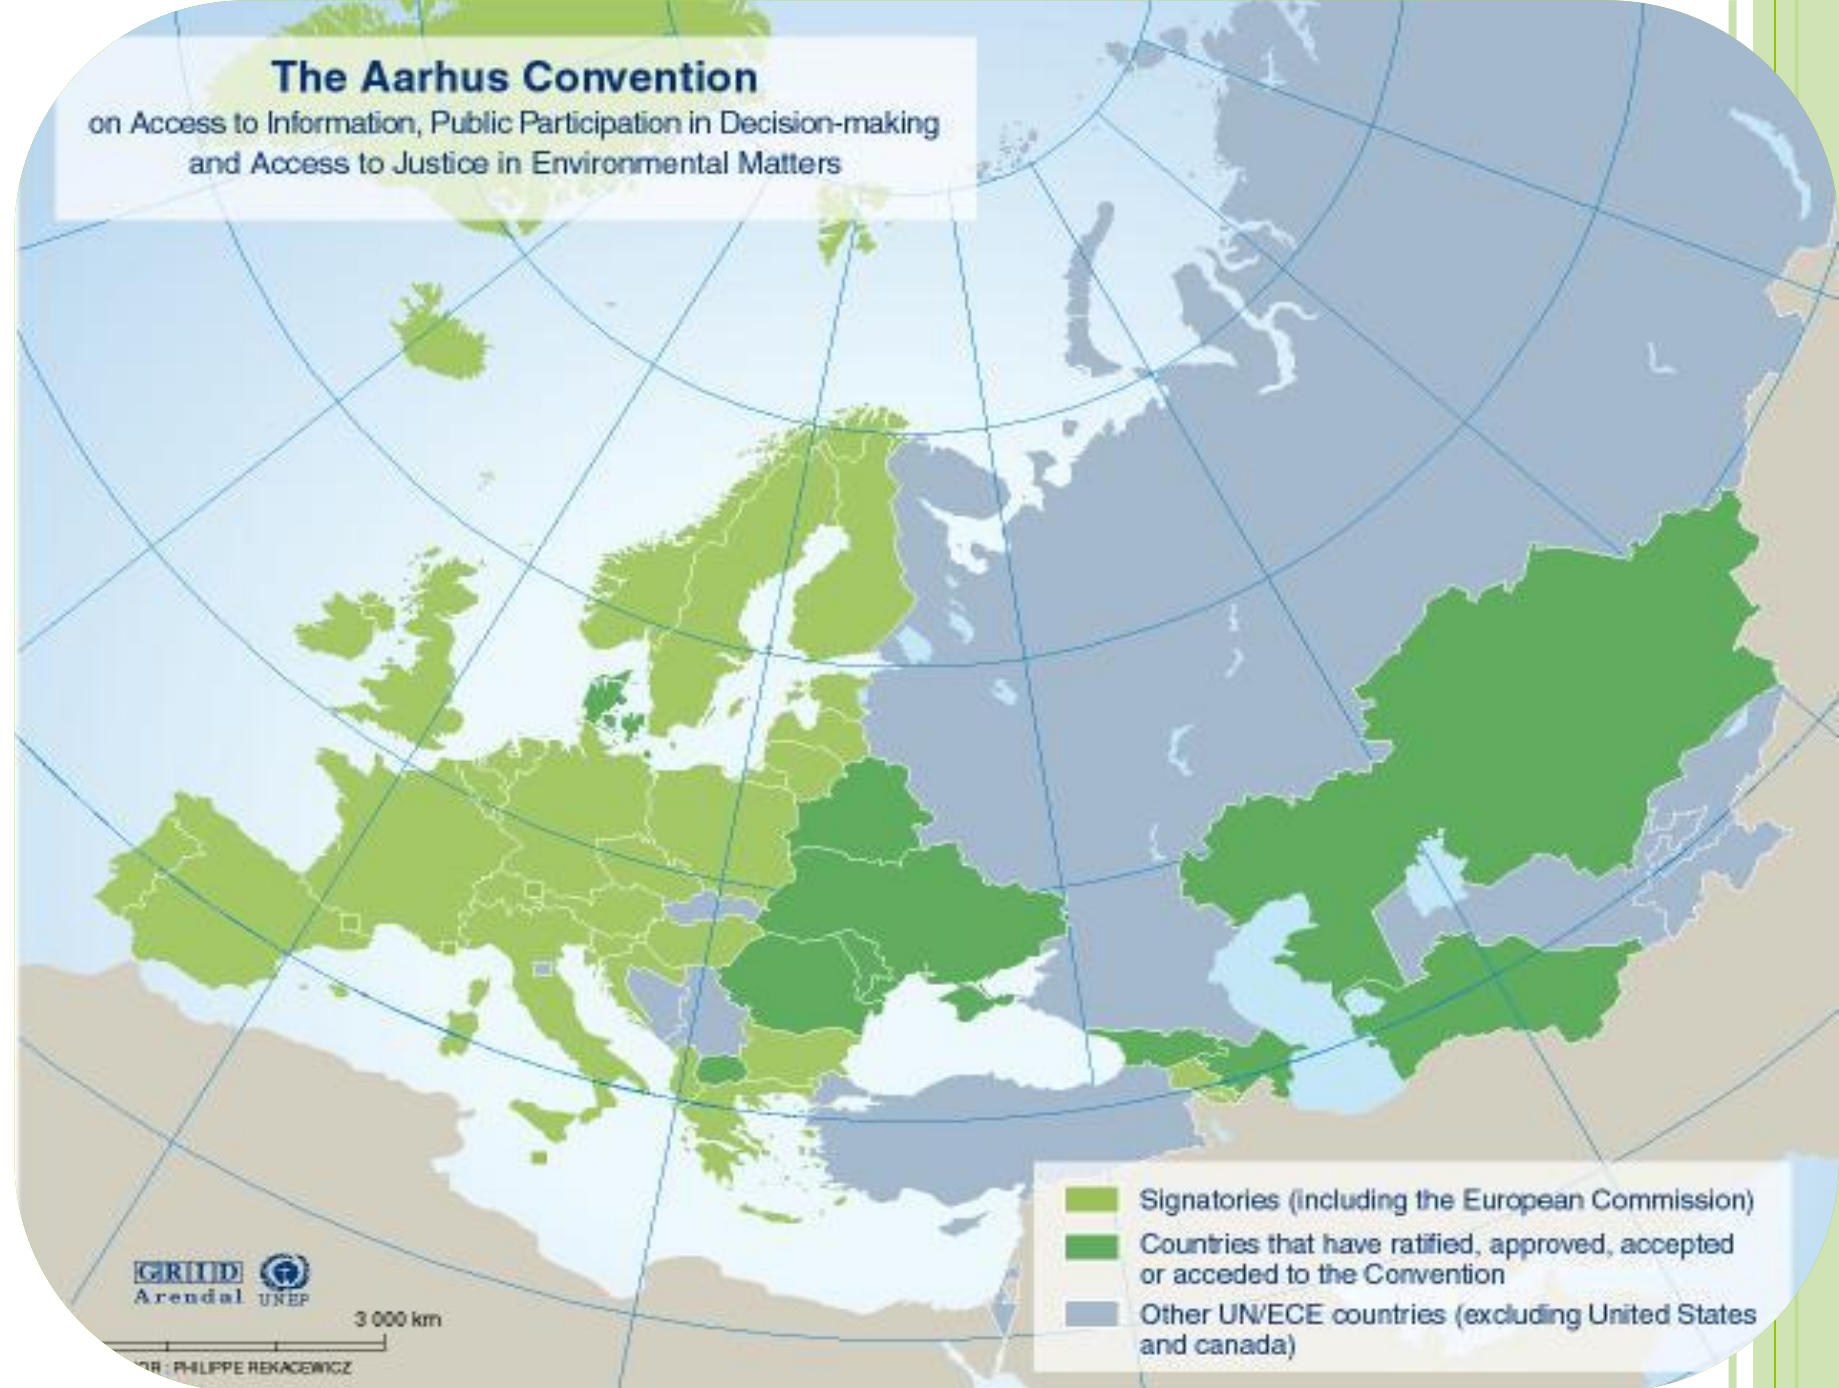 The Aarhus Convention
on Access to Information, Public Participation in Decision-making
and Access to Justice in Environmental Matters
Signatories (including the European Commission)
Countries that have ratified, approved, accepted
or acceded to the Convention
Other UN/ECE countries (excluding United States
and canada)
GRID
Arendal UNEP
3 000 km
OR : PHILIPPE REKACEWICZ